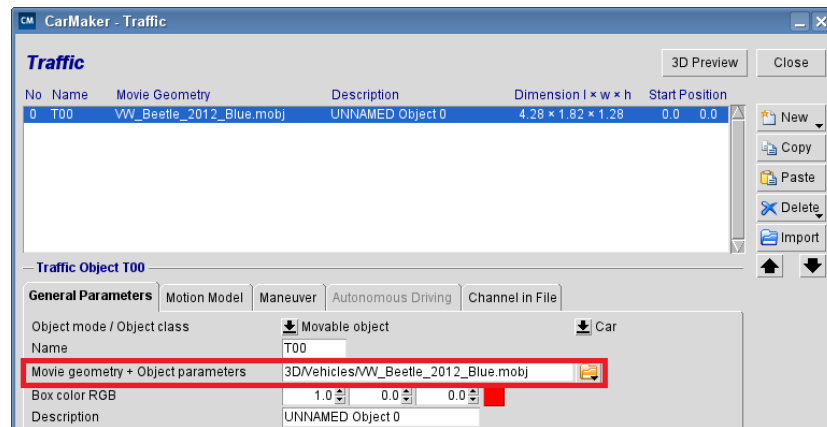 CM CarMaker - Traffic
Traffic 3D Preview Close
No Name Movie Geometry Description Dimension l × w × h Start Position
0 T00 VW_Beetle_2012_Blue.mobj UNNAMED Object 0 4.28 × 1.82 × 1.28 0.0 0.0
New
Copy
Paste
Delete
Import
Traffic Object T00
General Parameters Motion Model Maneuver Autonomous Driving Channel in File
Object mode / Object class Movable object Car
Name T00
Movie geometry + Object parameters 3D/Vehicles/VW_Beetle_2012_Blue.mobj
Box color RGB 1.0 0.0 0.0
Description UNNAMED Object 0